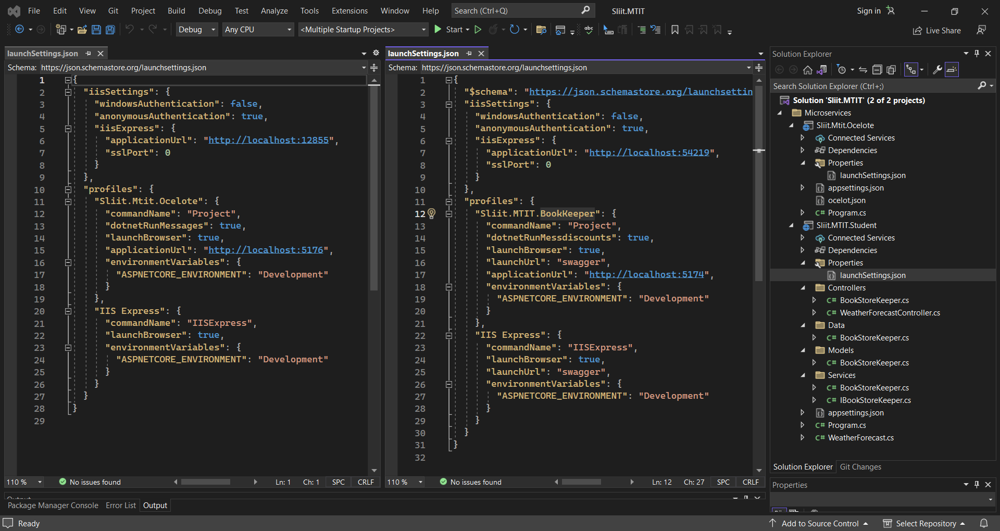 File Edit View Git Project Build Debug Test Analyze Tools Extensions Window Help Search (Ctrl+Q) Sliit.MTIT Sign in
Debug Any CPU <Multiple Startup Projects> Start abc Live Share
launchSettings.json
Schema: https://json.schemastore.org/launchsettings.json
1 {
2 "iisSettings": {
3 "windowsAuthentication": false,
4 "anonymousAuthentication": true,
5 "iisExpress": {
6 "applicationUrl": "http://localhost:12855",
7 "sslPort": 0
8 }
9 },
10 "profiles": {
11 "Sliit.Mtit.Ocelote": {
12 "commandName": "Project",
13 "dotnetRunMessages": true,
14 "launchBrowser": true,
15 "applicationUrl": "http://localhost:5176",
16 "environmentVariables": {
17 "ASPNETCORE_ENVIRONMENT": "Development"
18 }
19 },
20 "IIS Express": {
21 "commandName": "IISExpress",
22 "launchBrowser": true,
23 "environmentVariables": {
24 "ASPNETCORE_ENVIRONMENT": "Development"
25 }
26 }
27 }
28 }
29
110 % No issues found Ln: 1 Ch: 1 SPC CRLF
launchSettings.json
Schema: https://json.schemastore.org/launchsettings.json
1 {
2 "$schema": "https://json.schemastore.org/launchsettin
3 "iisSettings": {
4 "windowsAuthentication": false,
5 "anonymousAuthentication": true,
6 "iisExpress": {
7 "applicationUrl": "http://localhost:54219",
8 "sslPort": 0
9 }
10 },
11 "profiles": {
12 "Sliit.MTIT.BookKeeper": {
13 "commandName": "Project",
14 "dotnetRunMessdiscounts": true,
15 "launchBrowser": true,
16 "launchUrl": "swagger",
17 "applicationUrl": "http://localhost:5174",
18 "environmentVariables": {
19 "ASPNETCORE_ENVIRONMENT": "Development"
20 }
21 },
22 "IIS Express": {
23 "commandName": "IISExpress",
24 "launchBrowser": true,
25 "launchUrl": "swagger",
26 "environmentVariables": {
27 "ASPNETCORE_ENVIRONMENT": "Development"
28 }
29 }
30 }
31 }
32
110 % No issues found Ln: 12 Ch: 27 SPC CRLF
Solution Explorer
Search Solution Explorer (Ctrl+;)
Solution 'Sliit.MTIT' (2 of 2 projects)
Microservices
Sliit.Mtit.Ocelote
Connected Services
Dependencies
Properties
launchSettings.json
appsettings.json
ocelot.json
C# Program.cs
Sliit.MTIT.Student
Connected Services
Dependencies
Properties
launchSettings.json
Controllers
C# BookStoreKeeper.cs
C# WeatherForecastController.cs
Data
C# BookStoreKeeper.cs
Models
C# BookStoreKeeper.cs
Services
C# BookStoreKeeper.cs
C# IBookStoreKeeper.cs
appsettings.json
C# Program.cs
C# WeatherForecast.cs
Solution Explorer Git Changes
Properties
Output
Package Manager Console Error List Output
Ready Add to Source Control Select Repository